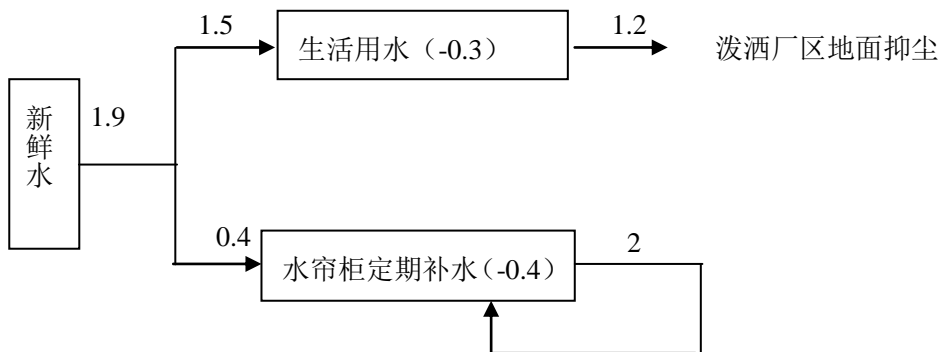 1.5
生活用水（-0.3）
1.2
泼洒厂区地面抑尘
新
鲜
水
1.9
0.4
水帘柜定期补水（-0.4）
2